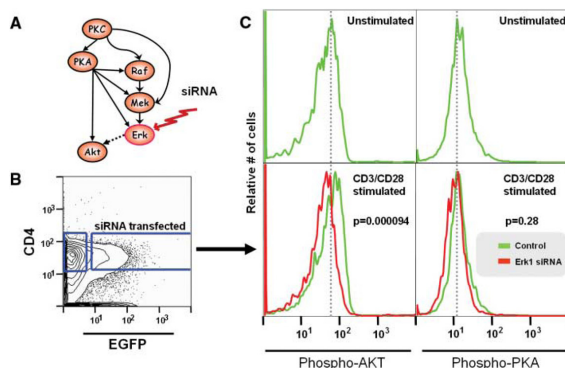 A
PKC
PKA
Raf
Mek
siRNA
Erk
Akt
B
CD4
10³
10²
10¹
siRNA transfected
10¹ 10² 10³
EGFP
C
Relative # of cells
Unstimulated
Unstimulated
CD3/CD28
stimulated
p=0.000094
CD3/CD28
stimulated
p=0.28
Control
Erk1 siRNA
10¹ 10² 10³
10¹ 10² 10³
Phospho-AKT
Phospho-PKA